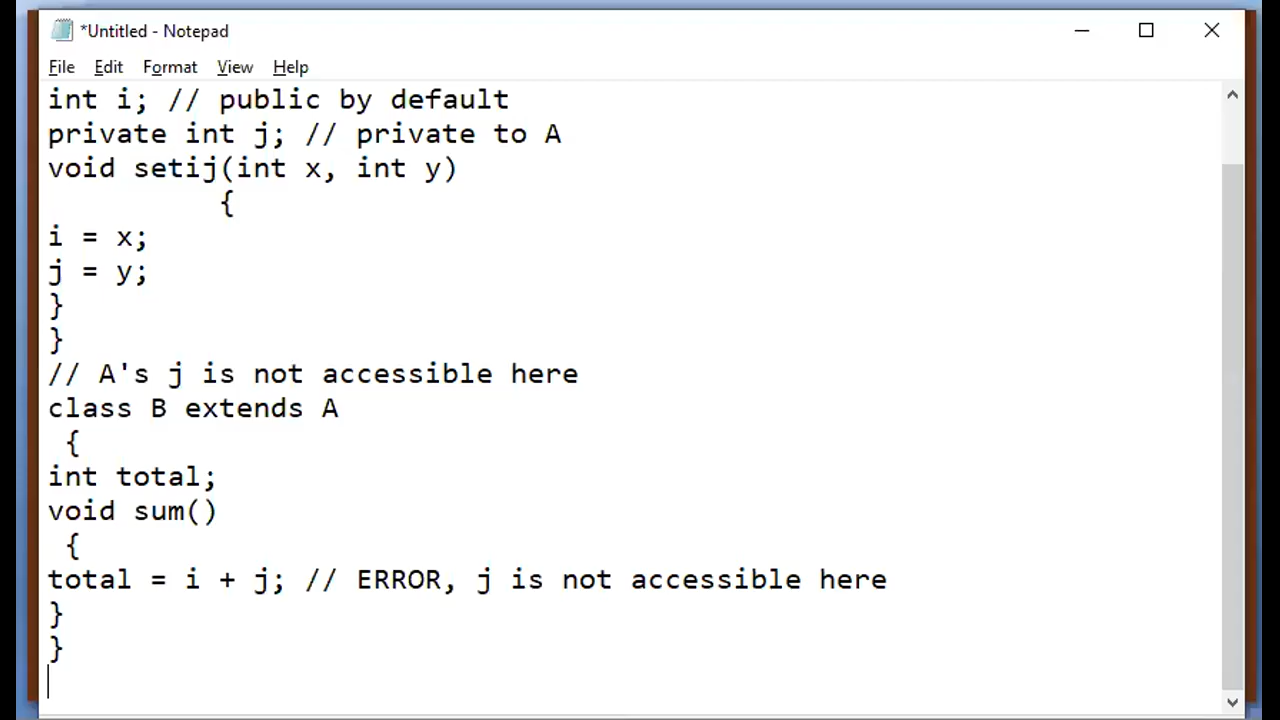 *Untitled - Notepad
File Edit Format View Help
int i; // public by default
private int j; // private to A
void setij(int x, int y)
{
i = x;
j = y;
}
}
// A's j is not accessible here
class B extends A
{
int total;
void sum()
{
total = i + j; // ERROR, j is not accessible here
}
}